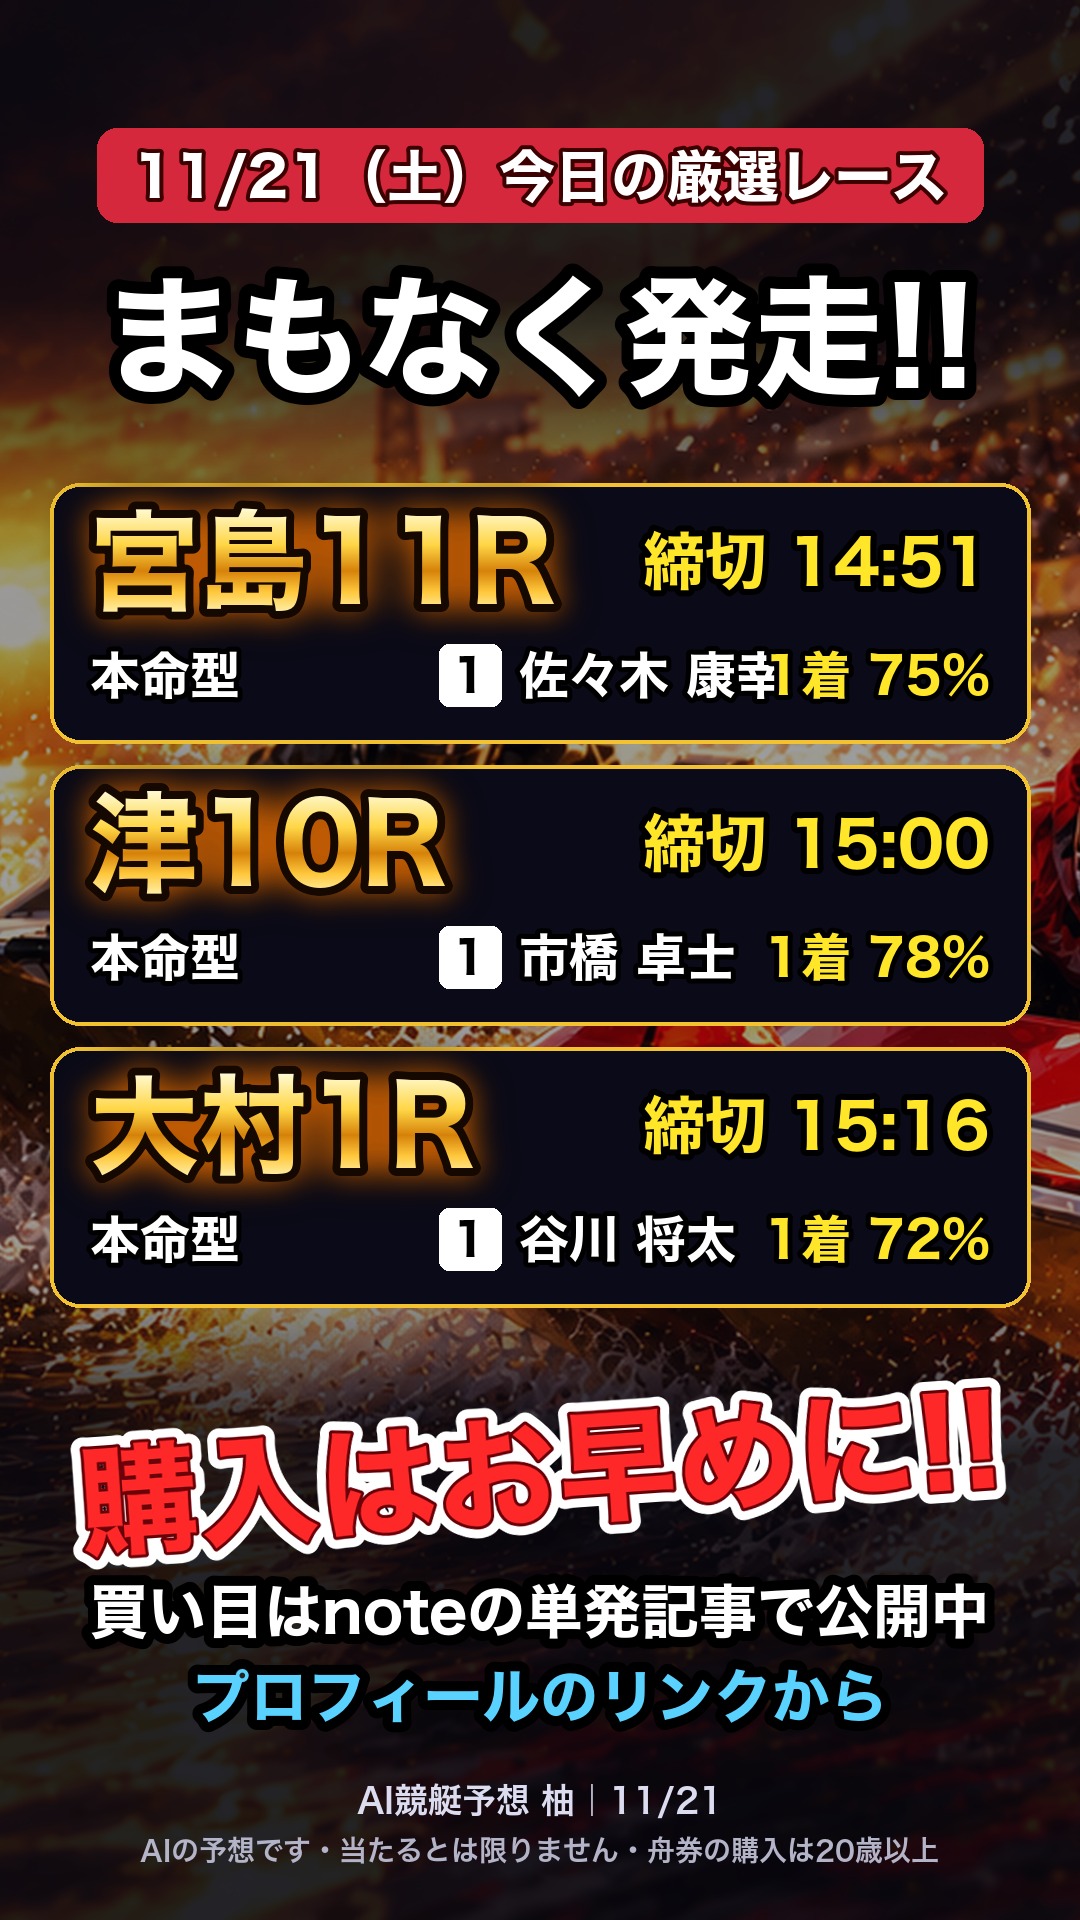 11/21（土）今日の厳選レース
まもなく発走!!
宮島11R 締切 14:51
本命型 1 佐々木 康幸 1着 75%
津10R 締切 15:00
本命型 1 市橋 卓士 1着 78%
大村1R 締切 15:16
本命型 1 谷川 将太 1着 72%
購入はお早めに!!
買い目はnoteの単発記事で公開中
プロフィールのリンクから
AI競艇予想 柚｜11/21
AIの予想です・当たるとは限りません・舟券の購入は20歳以上